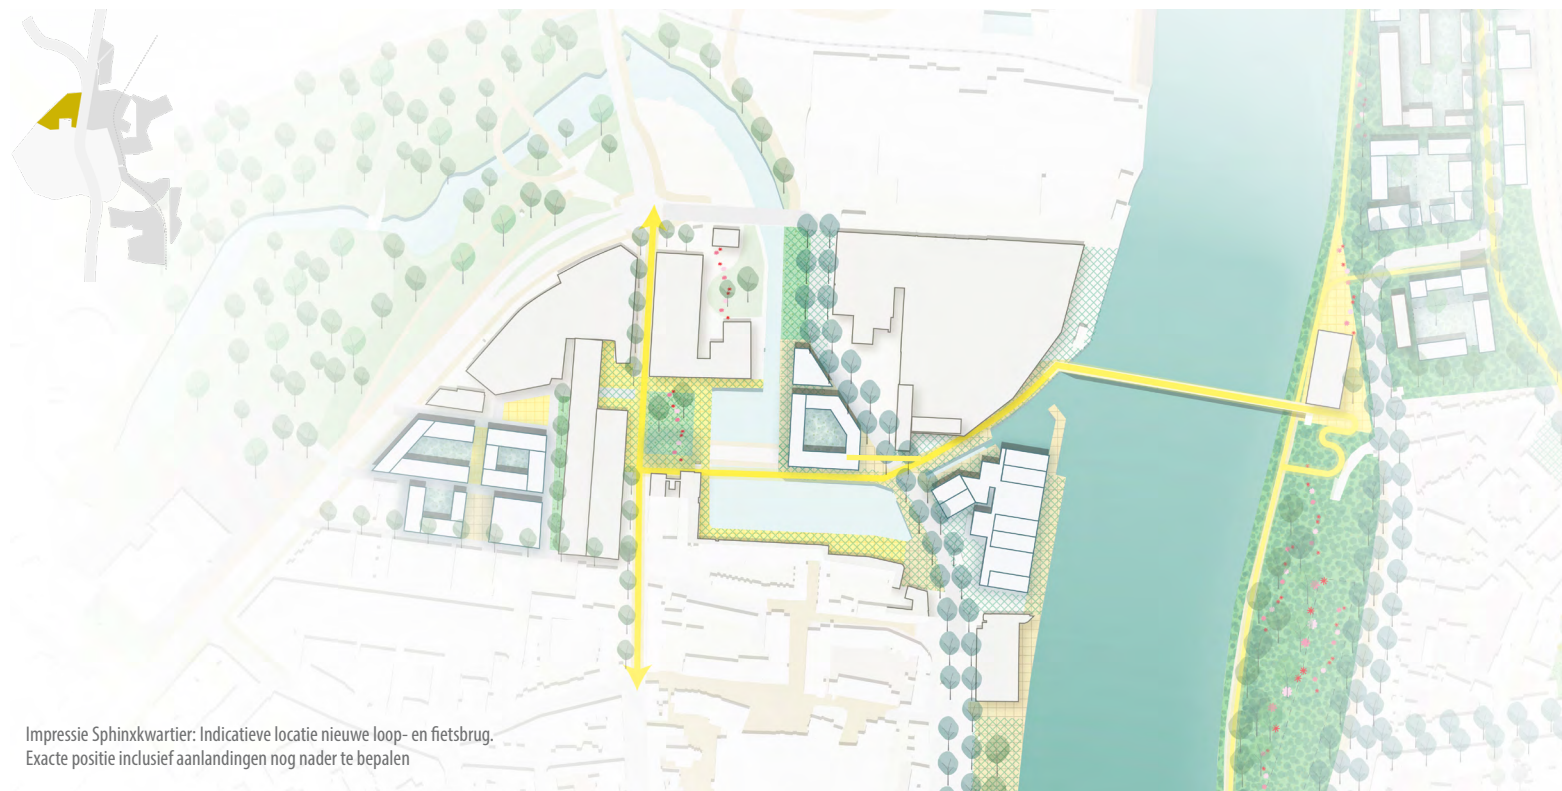 Impressie Sphinxkwartier: Indicatieve locatie nieuwe loop- en fietsbrug.
Exacte positie inclusief aanlandingen nog nader te bepalen